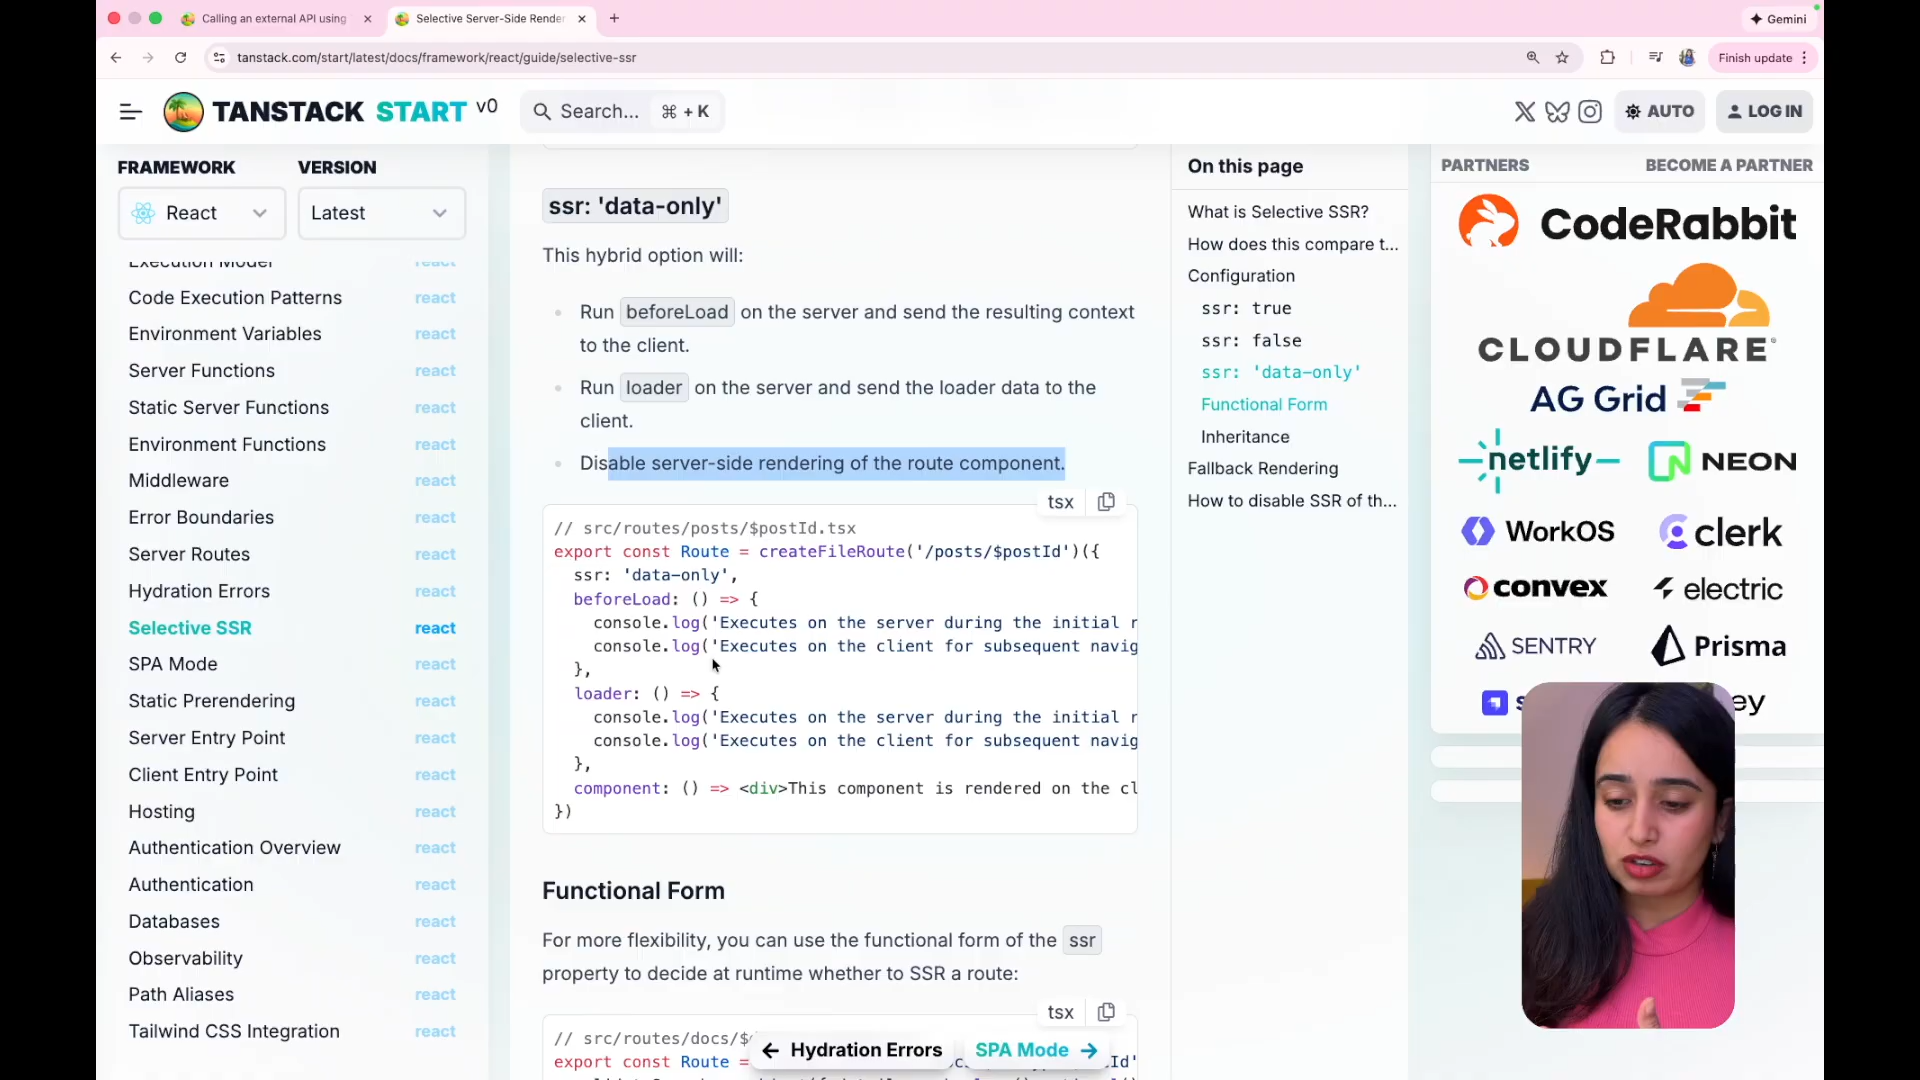 Calling an external API using
Selective Server-Side Render
Gemini
tanstack.com/start/latest/docs/framework/react/guide/selective-ssr
Finish update
TANSTACK START v0
Search... ⌘ + K
AUTO
LOG IN
FRAMEWORK
VERSION
React
Latest
Execution Model react
Code Execution Patterns react
Environment Variables react
Server Functions react
Static Server Functions react
Environment Functions react
Middleware react
Error Boundaries react
Server Routes react
Hydration Errors react
Selective SSR react
SPA Mode react
Static Prerendering react
Server Entry Point react
Client Entry Point react
Hosting react
Authentication Overview react
Authentication react
Databases react
Observability react
Path Aliases react
Tailwind CSS Integration react
ssr: 'data-only'
This hybrid option will:
Run beforeLoad on the server and send the resulting context
to the client.
Run loader on the server and send the loader data to the
client.
Disable server-side rendering of the route component.
tsx
// src/routes/posts/$postId.tsx
export const Route = createFileRoute('/posts/$postId')({
ssr: 'data-only',
beforeLoad: () => {
console.log('Executes on the server during the initial r
console.log('Executes on the client for subsequent navig
},
loader: () => {
console.log('Executes on the server during the initial r
console.log('Executes on the client for subsequent navig
},
component: () => <div>This component is rendered on the cl
})
Functional Form
For more flexibility, you can use the functional form of the ssr
property to decide at runtime whether to SSR a route:
tsx
// src/routes/docs/$
export const Route =
← Hydration Errors
SPA Mode →
On this page
What is Selective SSR?
How does this compare t...
Configuration
ssr: true
ssr: false
ssr: 'data-only'
Functional Form
Inheritance
Fallback Rendering
How to disable SSR of th...
PARTNERS
BECOME A PARTNER
CodeRabbit
CLOUDFLARE
AG Grid
netlify
NEON
WorkOS
clerk
convex
electric
SENTRY
Prisma